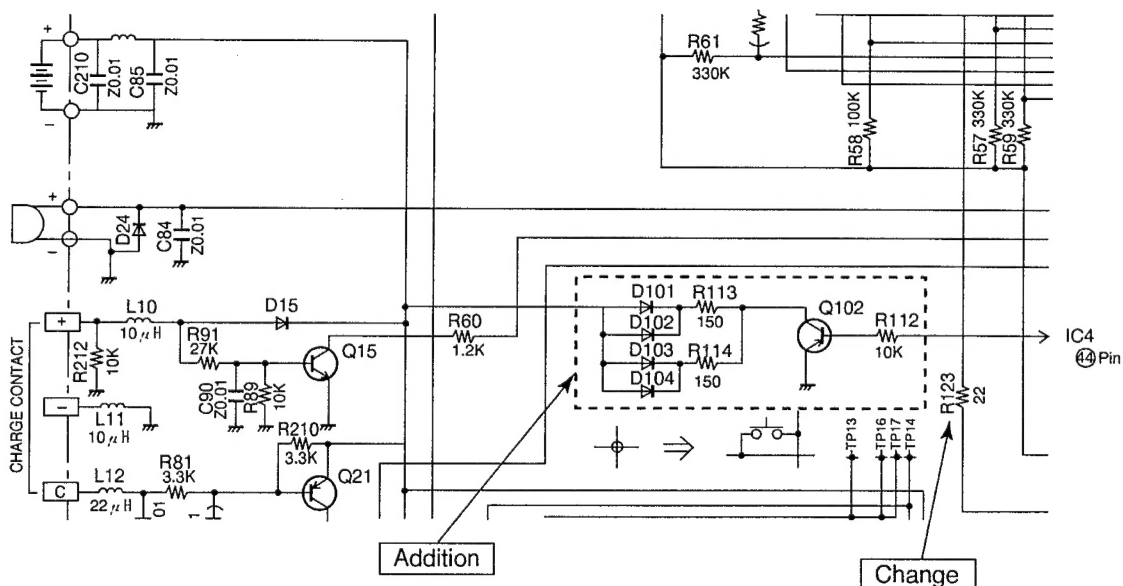 +
C210
Z0.01
C85
Z0.01
−
R61
330K
R58 100K
R57 330K
R59 330K
+
D24
C84
Z0.01
−
CHARGE CONTACT
+
L10
10μH
D15
R212
10K
R91
27K
Q15
R60
1.2K
C90
Z0.01
R89
10K
−
L11
10μH
R210
3.3K
C
L12
22μH
R81
3.3K
Q21
01
1
D101
D102
D103
D104
R113
150
R114
150
Q102
R112
10K
IC4
44 Pin
R123
22
TP13
TP16
TP17
TP14
Addition
Change